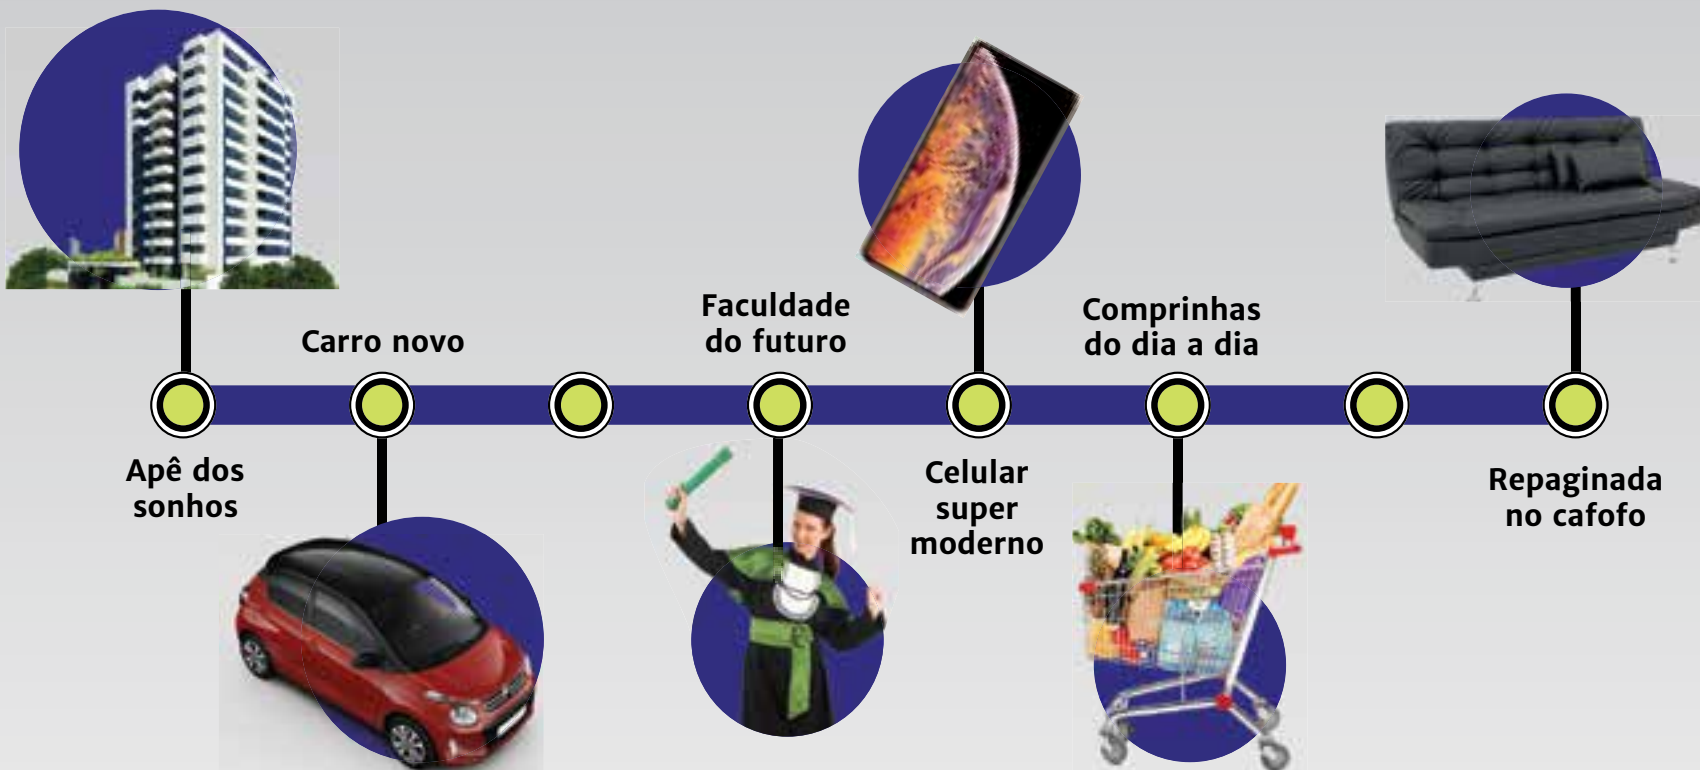 Apê dos
sonhos
Carro novo
Faculdade
do futuro
Celular
super
moderno
Comprinhas
do dia a dia
Repaginada
no cafofo